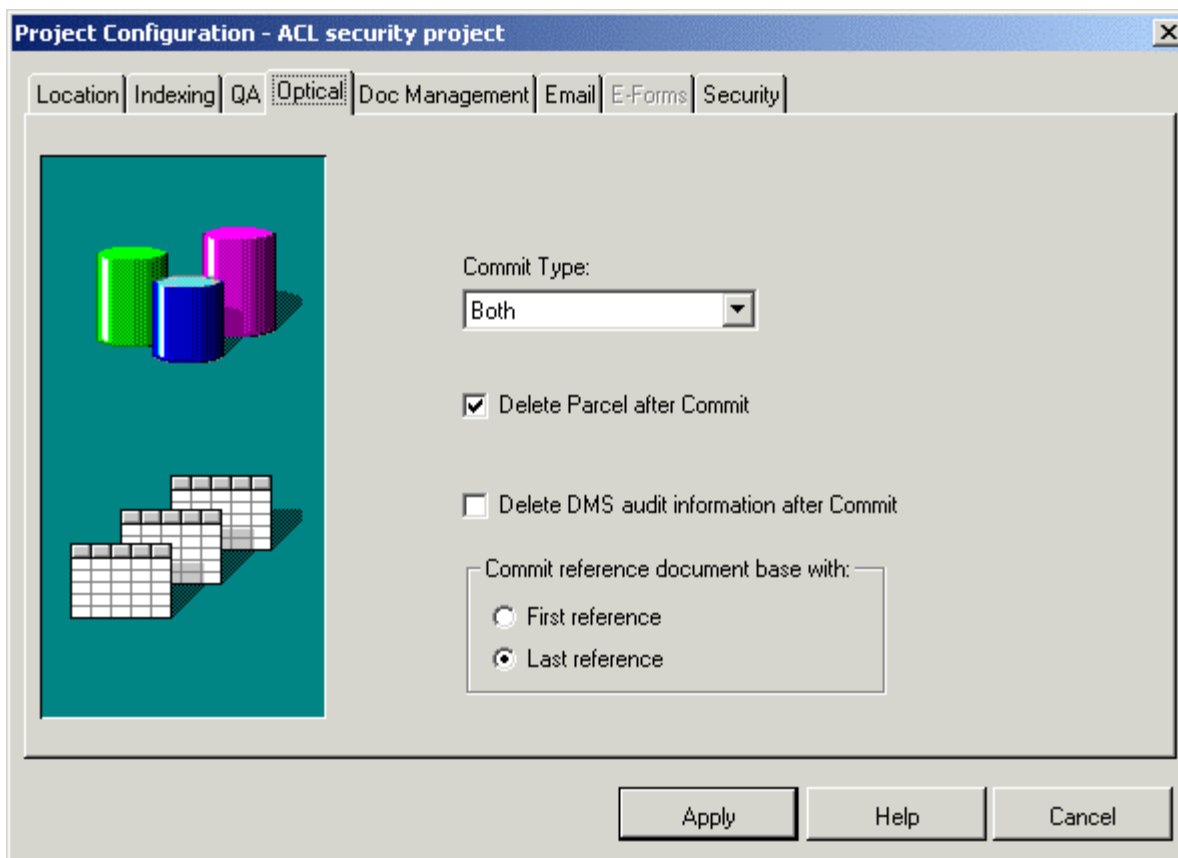 Project Configuration - ACL security project
Location Indexing QA Optical Doc Management Email E-Forms Security
Commit Type:
Both
Delete Parcel after Commit
Delete DMS audit information after Commit
Commit reference document base with:
First reference
Last reference
Apply Help Cancel